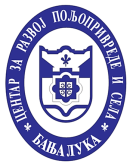 ЦЕНТАР ЗА РАЗВОЈ ПОЉОПРИВРЕДЕ И СЕЛА
БАЊА ЛУКА